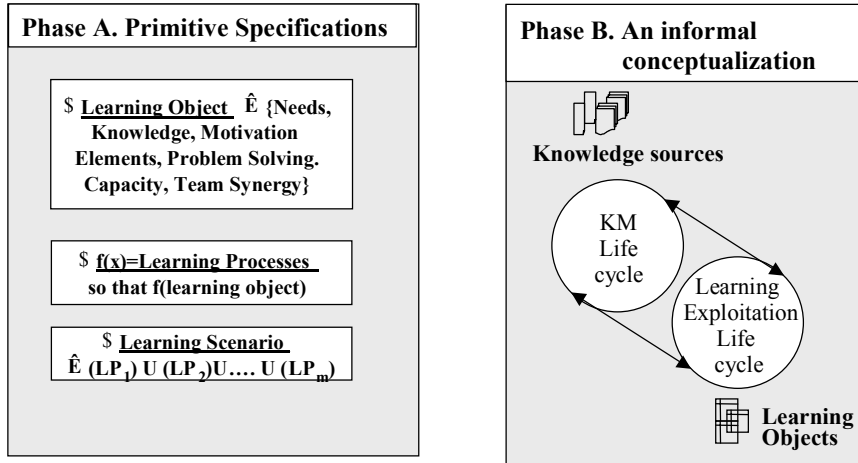 Phase A. Primitive Specifications
$ Learning Object Ê {Needs,
Knowledge, Motivation
Elements, Problem Solving.
Capacity, Team Synergy}
$ f(x)=Learning Processes
so that f(learning object)
$ Learning Scenario
Ê (LP1) U (LP2)U…. U (LPm)
Phase B. An informal
conceptualization
Knowledge sources
KM
Life
cycle
Learning
Exploitation
Life
cycle
Learning
Objects